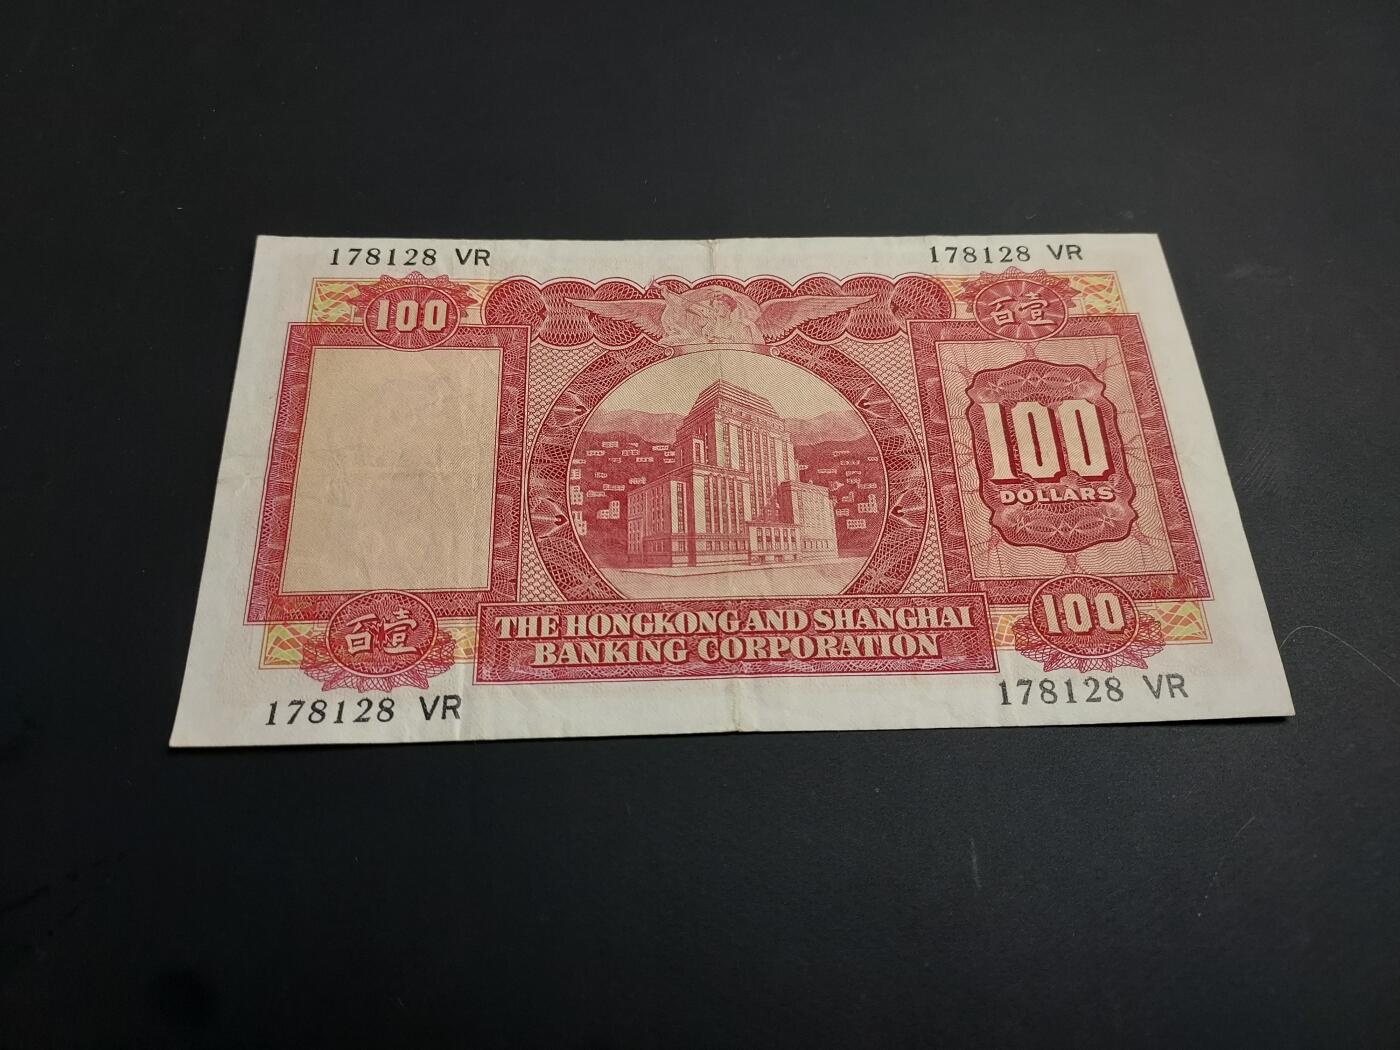 178128 VR
178128 VR
100
百壹
100
DOLLARS
百壹
THE HONGKONG AND SHANGHAI
BANKING CORPORATION
100
178128 VR
178128 VR